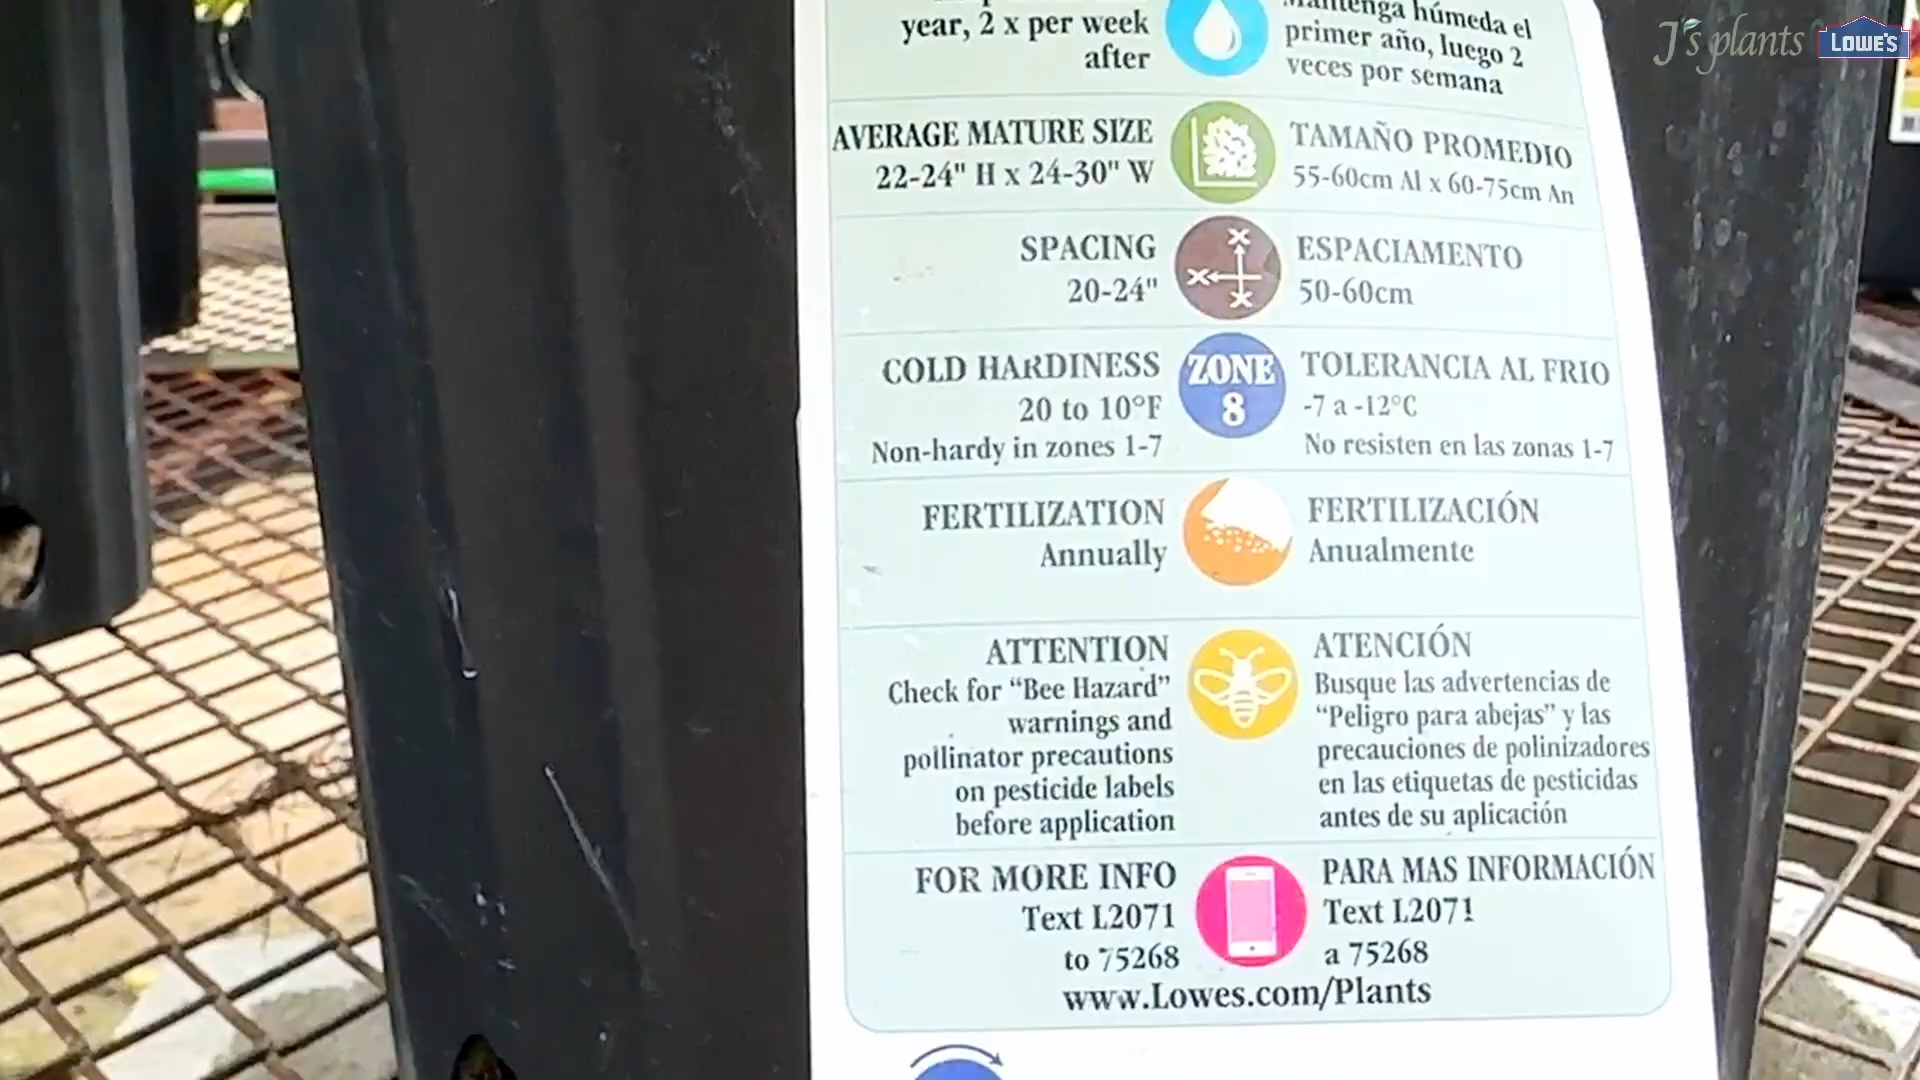 year, 2 x per week
after
Mantenga húmeda el
primer año, luego 2
veces por semana
AVERAGE MATURE SIZE
22-24" H x 24-30" W
TAMAÑO PROMEDIO
55-60cm Al x 60-75cm An
SPACING
20-24"
ESPACIAMENTO
50-60cm
COLD HARDINESS
20 to 10°F
Non-hardy in zones 1-7
ZONE
8
TOLERANCIA AL FRIO
-7 a -12°C
No resisten en las zonas 1-7
FERTILIZATION
Annually
FERTILIZACIÓN
Anualmente
ATTENTION
Check for “Bee Hazard”
warnings and
pollinator precautions
on pesticide labels
before application
ATENCIÓN
Busque las advertencias de
“Peligro para abejas” y las
precauciones de polinizadores
en las etiquetas de pesticidas
antes de su aplicación
FOR MORE INFO
Text L2071
to 75268
PARA MAS INFORMACIÓN
Text L2071
a 75268
www.Lowes.com/Plants
J's plants
LOWE'S